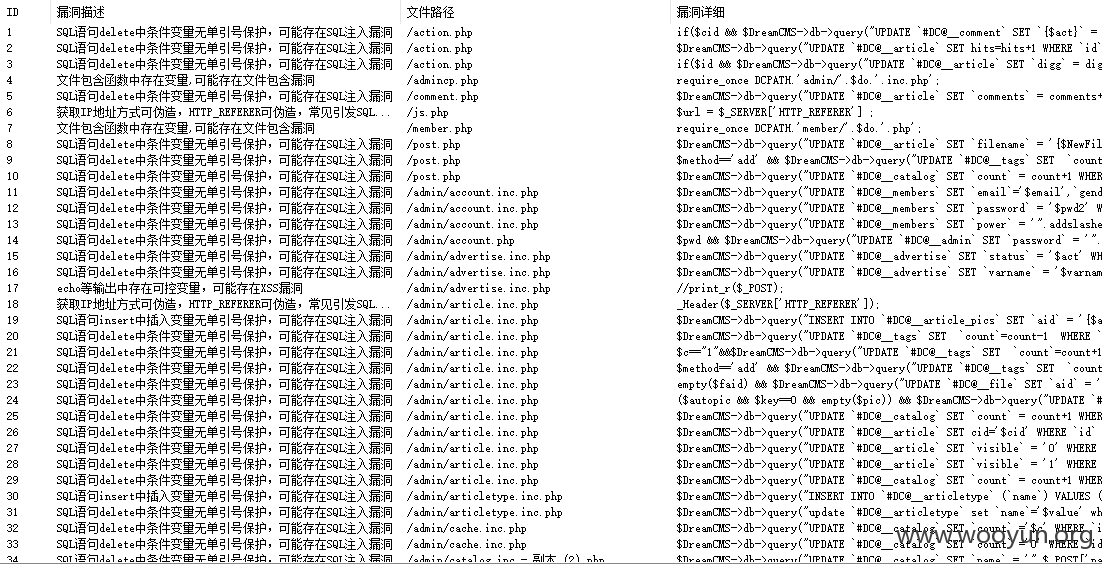 ID 漏洞描述 文件路径 漏洞详细
1 SQL语句delete中条件变量无单引号保护，可能存在SQL注入漏洞 /action.php if($cid && $DreamCMS->db->query("UPDATE `#DC@__comment` SET `{$act}` =
2 SQL语句delete中条件变量无单引号保护，可能存在SQL注入漏洞 /action.php $DreamCMS->db->query("UPDATE `#DC@__article` SET hits=hits+1 WHERE `id`
3 SQL语句delete中条件变量无单引号保护，可能存在SQL注入漏洞 /action.php if($id && $DreamCMS->db->query("UPDATE `#DC@__article` SET `digg` = dig
4 文件包含函数中存在变量,可能存在文件包含漏洞 /admincp.php require_once DCPATH.'admin/'.$do.'.inc.php';
5 SQL语句delete中条件变量无单引号保护，可能存在SQL注入漏洞 /comment.php $DreamCMS->db->query("UPDATE `#DC@__article` SET `comments` = comments+
6 获取IP地址方式可伪造，HTTP_REFERER可伪造，常见引发SQL... /js.php $url = $_SERVER['HTTP_REFERER'] ;
7 文件包含函数中存在变量,可能存在文件包含漏洞 /member.php require_once DCPATH.'member/'.$do.'.php';
8 SQL语句delete中条件变量无单引号保护，可能存在SQL注入漏洞 /post.php $DreamCMS->db->query("UPDATE `#DC@__article` SET `filename` = '{$NewFil
9 SQL语句delete中条件变量无单引号保护，可能存在SQL注入漏洞 /post.php $method=='add' && $DreamCMS->db->query("UPDATE `#DC@__tags` SET `count
10 SQL语句delete中条件变量无单引号保护，可能存在SQL注入漏洞 /post.php $DreamCMS->db->query("UPDATE `#DC@__catalog` SET `count` = count+1 WHER
11 SQL语句delete中条件变量无单引号保护，可能存在SQL注入漏洞 /admin/account.inc.php $DreamCMS->db->query("UPDATE `#DC@__members` SET `email`='$email',`gend
12 SQL语句delete中条件变量无单引号保护，可能存在SQL注入漏洞 /admin/account.inc.php $DreamCMS->db->query("UPDATE `#DC@__members` SET `password` = '$pwd2' W
13 SQL语句delete中条件变量无单引号保护，可能存在SQL注入漏洞 /admin/account.inc.php $DreamCMS->db->query("UPDATE `#DC@__members` SET `power` = '".addslashe
14 SQL语句delete中条件变量无单引号保护，可能存在SQL注入漏洞 /admin/account.php $pwd && $DreamCMS->db->query("UPDATE `#DC@__admin` SET `password` = '".
15 SQL语句delete中条件变量无单引号保护，可能存在SQL注入漏洞 /admin/advertise.inc.php $DreamCMS->db->query("UPDATE `#DC@__advertise` SET `status` = '$act' WH
16 SQL语句delete中条件变量无单引号保护，可能存在SQL注入漏洞 /admin/advertise.inc.php $DreamCMS->db->query("UPDATE `#DC@__advertise` SET `varname` = '$varnam
17 echo等输出中存在可控变量，可能存在XSS漏洞 /admin/advertise.inc.php //print_r($_POST);
18 获取IP地址方式可伪造，HTTP_REFERER可伪造，常见引发SQL... /admin/article.inc.php _Header($_SERVER['HTTP_REFERER']);
19 SQL语句insert中插入变量无单引号保护，可能存在SQL注入漏洞 /admin/article.inc.php $DreamCMS->db->query("INSERT INTO `#DC@__article_pics` SET `aid` = '{$a
20 SQL语句delete中条件变量无单引号保护，可能存在SQL注入漏洞 /admin/article.inc.php $DreamCMS->db->query("UPDATE `#DC@__tags` SET `count`=count-1 WHERE `
21 SQL语句delete中条件变量无单引号保护，可能存在SQL注入漏洞 /admin/article.inc.php $c=="1"&&$DreamCMS->db->query("UPDATE `#DC@__tags` SET `count`=count+1
22 SQL语句delete中条件变量无单引号保护，可能存在SQL注入漏洞 /admin/article.inc.php $method=='add' && $DreamCMS->db->query("UPDATE `#DC@__tags` SET `count
23 SQL语句delete中条件变量无单引号保护，可能存在SQL注入漏洞 /admin/article.inc.php empty($faid) && $DreamCMS->db->query("UPDATE `#DC@__file` SET `aid` = '
24 SQL语句delete中条件变量无单引号保护，可能存在SQL注入漏洞 /admin/article.inc.php ($autopic && $key==0 && empty($pic)) && $DreamCMS->db->query("UPDATE `#
25 SQL语句delete中条件变量无单引号保护，可能存在SQL注入漏洞 /admin/article.inc.php $DreamCMS->db->query("UPDATE `#DC@__catalog` SET `count` = count+1 WHER
26 SQL语句delete中条件变量无单引号保护，可能存在SQL注入漏洞 /admin/article.inc.php $DreamCMS->db->query("UPDATE `#DC@__article` SET cid='$cid' WHERE `id`
27 SQL语句delete中条件变量无单引号保护，可能存在SQL注入漏洞 /admin/article.inc.php $DreamCMS->db->query("UPDATE `#DC@__article` SET `visible` = '0' WHERE
28 SQL语句delete中条件变量无单引号保护，可能存在SQL注入漏洞 /admin/article.inc.php $DreamCMS->db->query("UPDATE `#DC@__article` SET `visible` = '1' WHERE
29 SQL语句delete中条件变量无单引号保护，可能存在SQL注入漏洞 /admin/article.inc.php $DreamCMS->db->query("UPDATE `#DC@__catalog` SET `count` = count+1 WHER
30 SQL语句insert中插入变量无单引号保护，可能存在SQL注入漏洞 /admin/articletype.inc.php $DreamCMS->db->query("INSERT INTO `#DC@__articletype` (`name`) VALUES (
31 SQL语句delete中条件变量无单引号保护，可能存在SQL注入漏洞 /admin/articletype.inc.php $DreamCMS->db->query("update `#DC@__articletype` set `name`='$value' wh
32 SQL语句delete中条件变量无单引号保护，可能存在SQL注入漏洞 /admin/cache.inc.php $DreamCMS->db->query("UPDATE `#DC@__catalog` SET `count` ='$c' WHERE `i
33 SQL语句delete中条件变量无单引号保护，可能存在SQL注入漏洞 /admin/cache.inc.php $DreamCMS->db->query("UPDATE `#DC@__catalog` SET `count` ='0' WHERE `id
34 SQL语句delete中条件变量无单引号保护，可能存在SQL注入漏洞 /admin/catalog.inc - 副本 (2).php $DreamCMS->db->query("UPDATE `#DC@__catalog` SET `name` = '".$_POST['na
www.wooyun.org